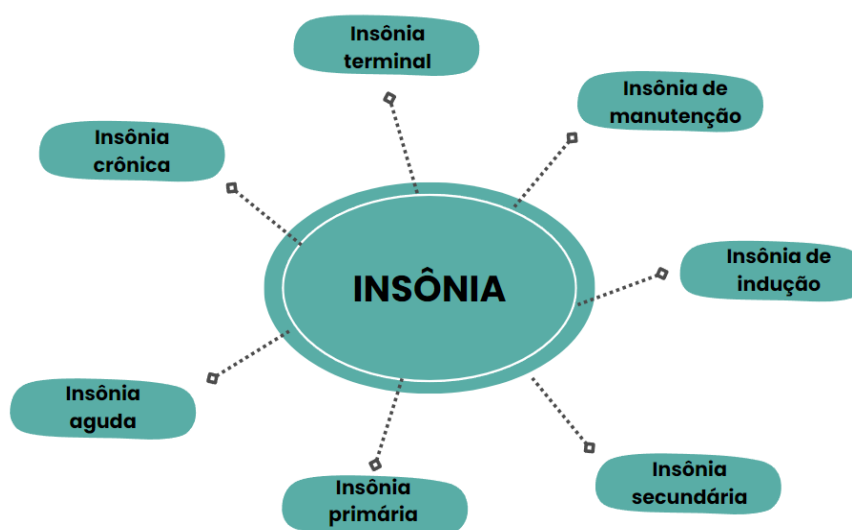 Insônia
terminal
Insônia de
manutenção
Insônia
crônica
Insônia de
indução
INSÔNIA
Insônia
aguda
Insônia
secundária
Insônia
primária